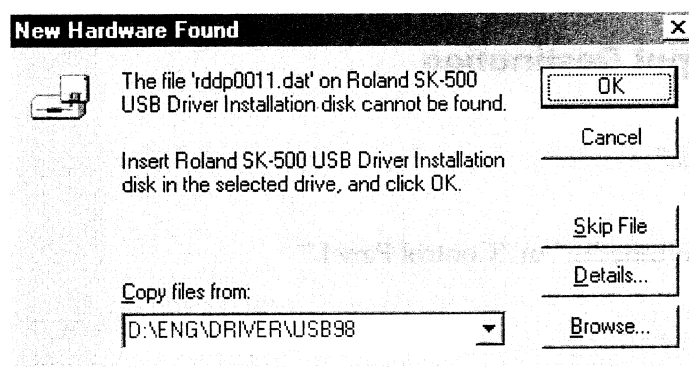 New Hardware Found
The file 'rddp0011.dat' on Roland SK-500
USB Driver Installation disk cannot be found.
Insert Roland SK-500 USB Driver Installation
disk in the selected drive, and click OK.
Copy files from:
D:\ENG\DRIVER\USB98
OK
Cancel
Skip File
Details...
Browse...